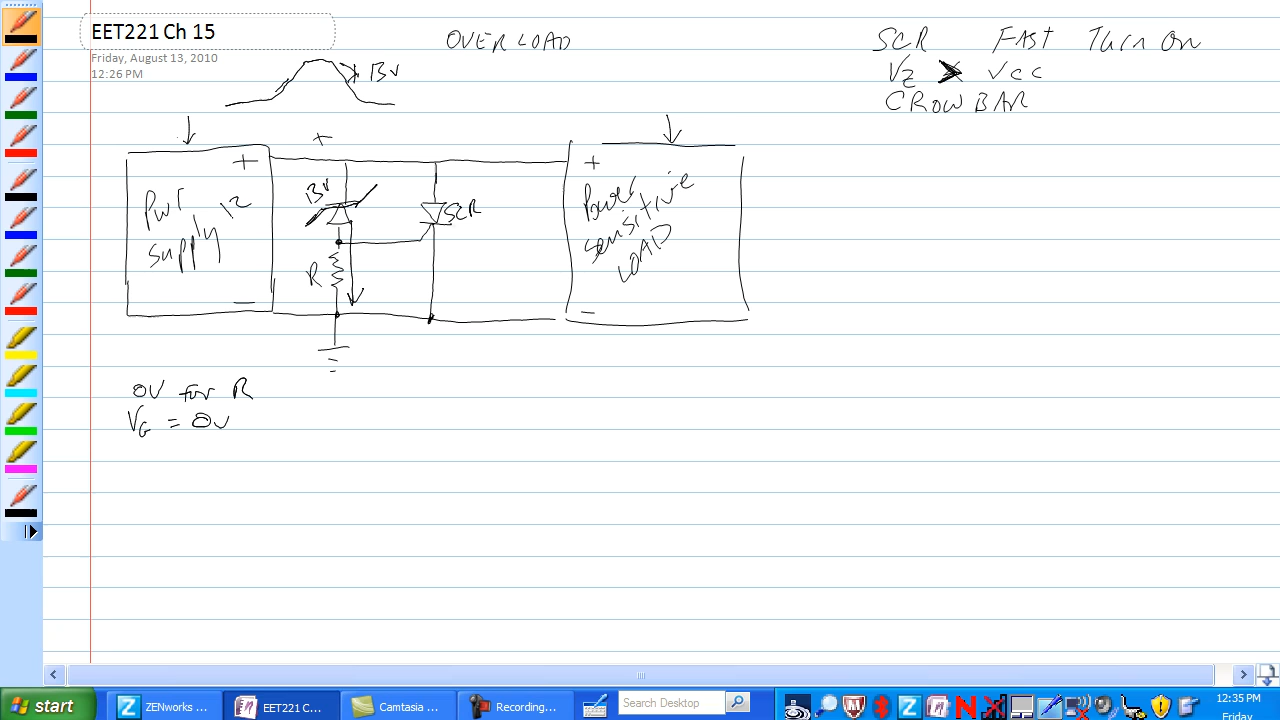 EET221 Ch 15
Friday, August 13, 2010
12:26 PM
OVERLOAD
13V
SCR FAST Turn On
VZ > VCC
CROWBAR
+
Pwr
Supply 12
+
−
13V
SCR
R
+
Power
Sensitive
LOAD
−
0V for R
VG = 0V
start
ZENworks ...
EET221 C...
Camtasia ...
Recording...
Search Desktop
12:35 PM
Friday